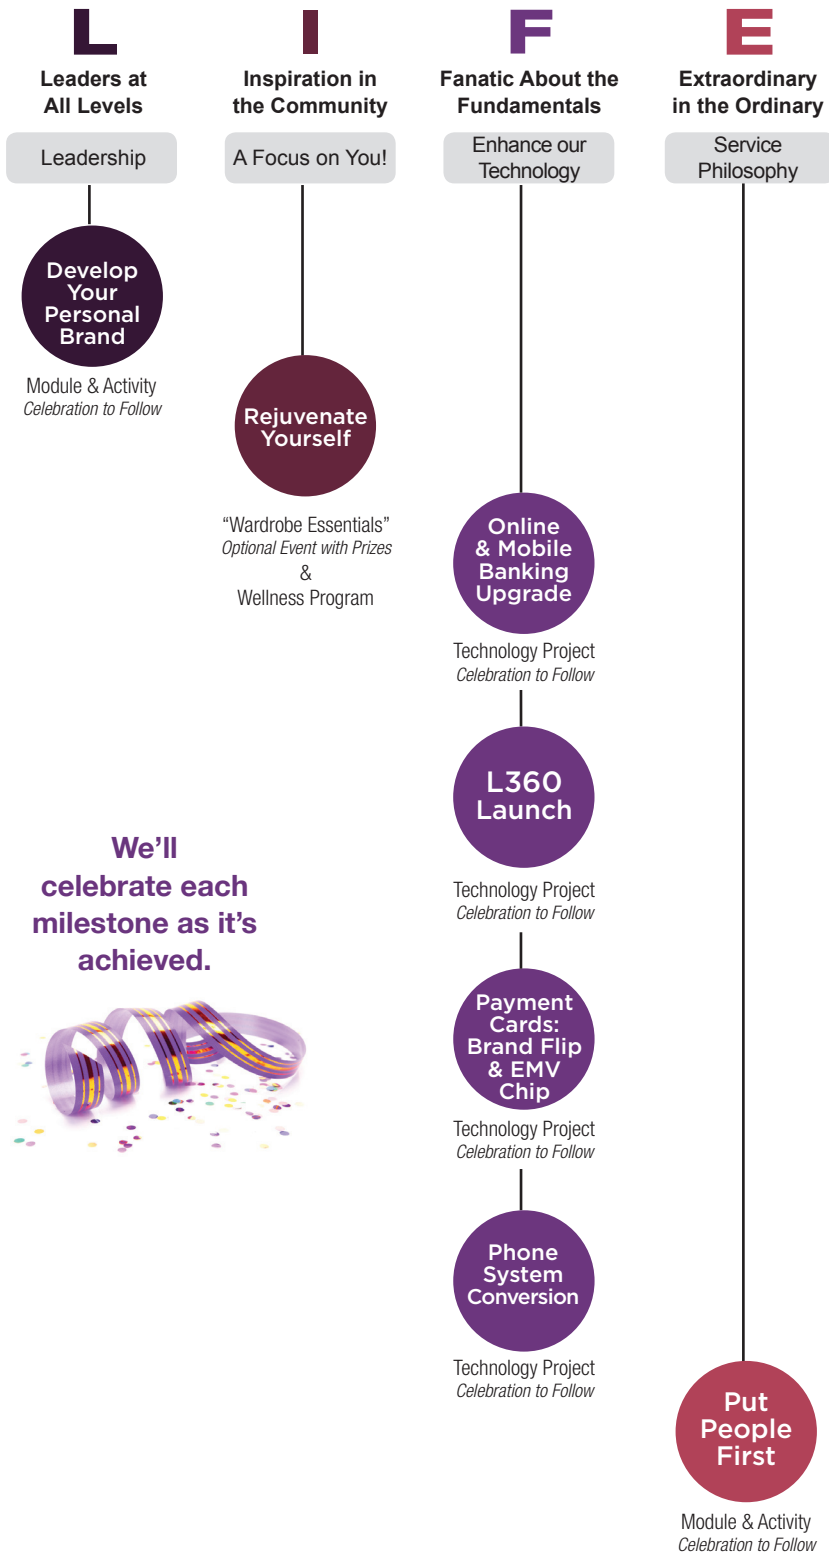 L
Leaders at
All Levels
Leadership
Develop
Your
Personal
Brand
Module & Activity
Celebration to Follow
I
Inspiration in
the Community
A Focus on You!
Rejuvenate
Yourself
“Wardrobe Essentials”
Optional Event with Prizes
&
Wellness Program
F
Fanatic About the
Fundamentals
Enhance our
Technology
Online
& Mobile
Banking
Upgrade
Technology Project
Celebration to Follow
L360
Launch
Technology Project
Celebration to Follow
Payment
Cards:
Brand Flip
& EMV
Chip
Technology Project
Celebration to Follow
Phone
System
Conversion
Technology Project
Celebration to Follow
E
Extraordinary
in the Ordinary
Service
Philosophy
Put
People
First
Module & Activity
Celebration to Follow
We’ll
celebrate each
milestone as it’s
achieved.